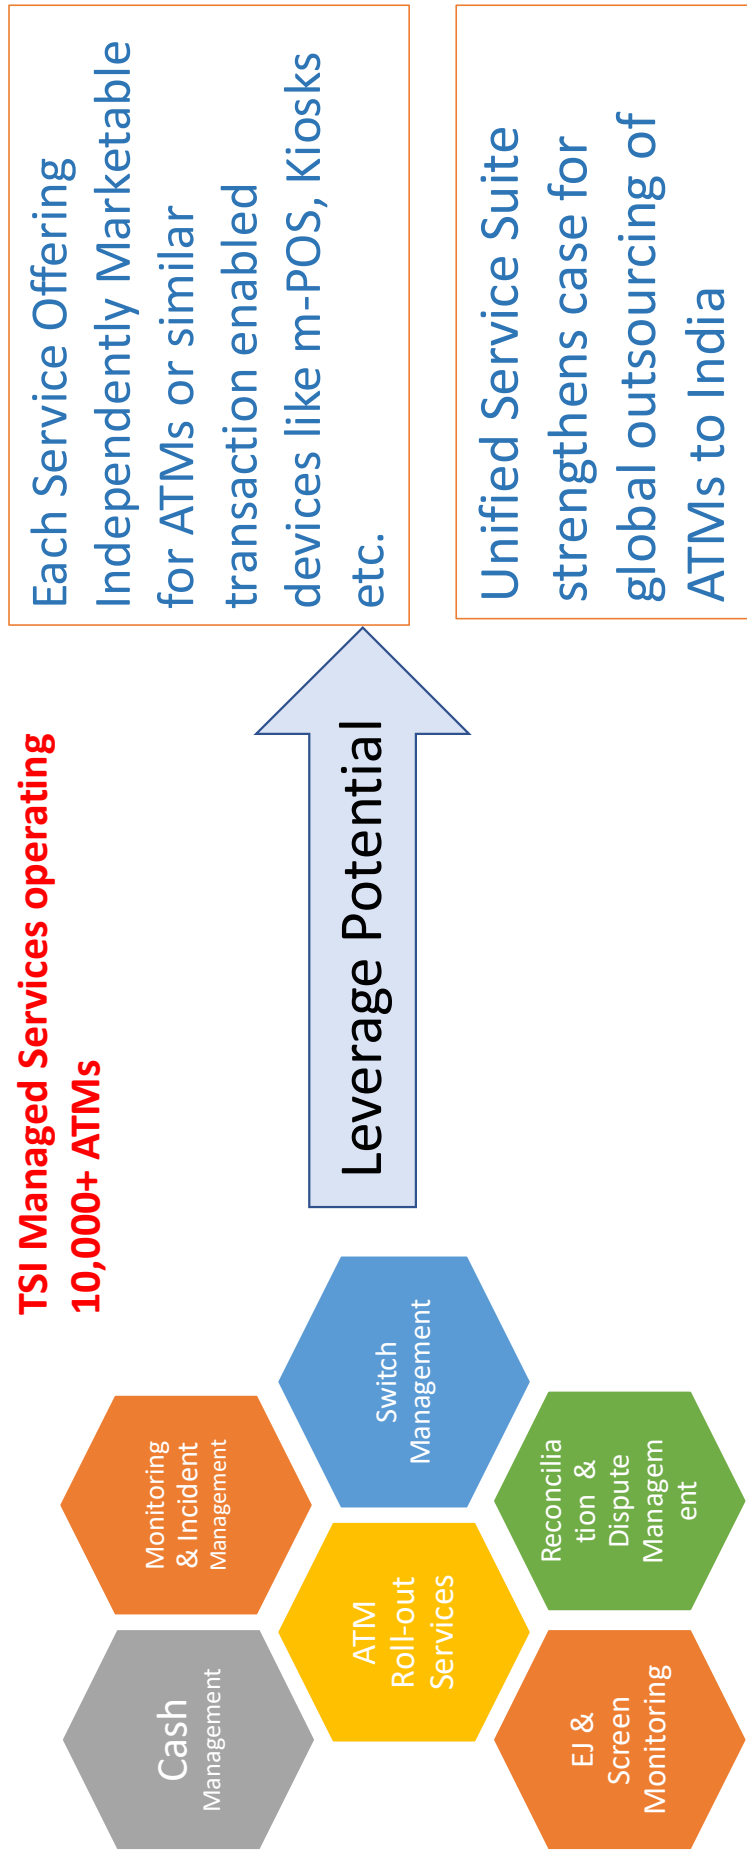 TSI Managed Services operating
10,000+ ATMs
Cash
Management
Monitoring
& Incident
Management
ATM
Roll-out
Services
Switch
Management
EJ &
Screen
Monitoring
Reconcilia
tion &
Dispute
Managem
ent
Leverage Potential
Each Service Offering
Independently Marketable
for ATMs or similar
transaction enabled
devices like m-POS, Kiosks
etc.
Unified Service Suite
strengthens case for
global outsourcing of
ATMs to India